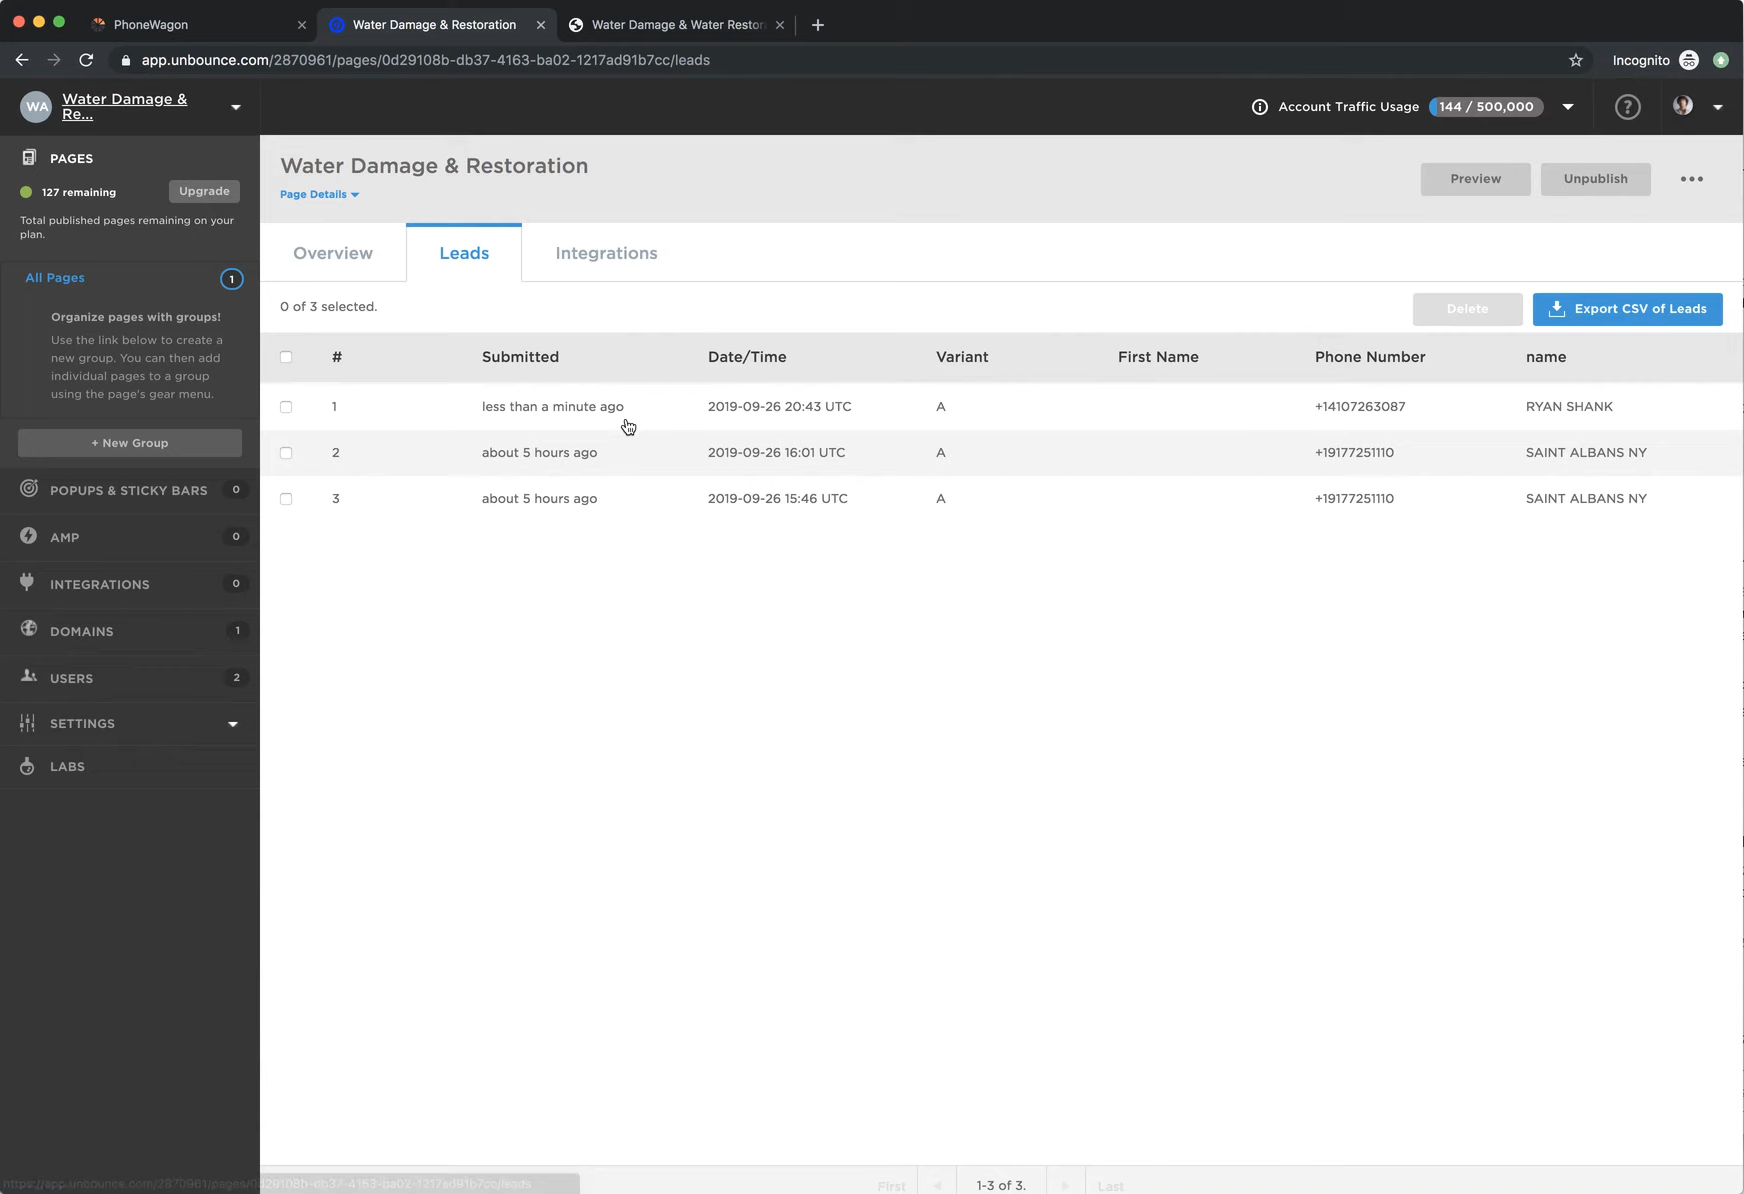 PhoneWagon
Water Damage & Restoration
Water Damage & Water Restor
app.unbounce.com/2870961/pages/0d29108b-db37-4163-ba02-1217ad91b7cc/leads
Incognito
WA
Water Damage &
Re...
Account Traffic Usage
144 / 500,000
?
PAGES
127 remaining
Upgrade
Total published pages remaining on your
plan.
All Pages
1
Organize pages with groups!
Use the link below to create a
new group. You can then add
individual pages to a group
using the page's gear menu.
+ New Group
POPUPS & STICKY BARS 0
AMP 0
INTEGRATIONS 0
DOMAINS 1
USERS 2
SETTINGS
LABS
Water Damage & Restoration
Page Details
Preview
Unpublish
Overview
Leads
Integrations
0 of 3 selected.
Delete
Export CSV of Leads
# Submitted Date/Time Variant First Name Phone Number name
1 less than a minute ago 2019-09-26 20:43 UTC A +14107263087 RYAN SHANK
2 about 5 hours ago 2019-09-26 16:01 UTC A +19177251110 SAINT ALBANS NY
3 about 5 hours ago 2019-09-26 15:46 UTC A +19177251110 SAINT ALBANS NY
https://app.unbounce.com/2870961/pages/0d29108b-db37-4163-ba02-1217ad91b7cc/leads
First
1-3 of 3.
Last